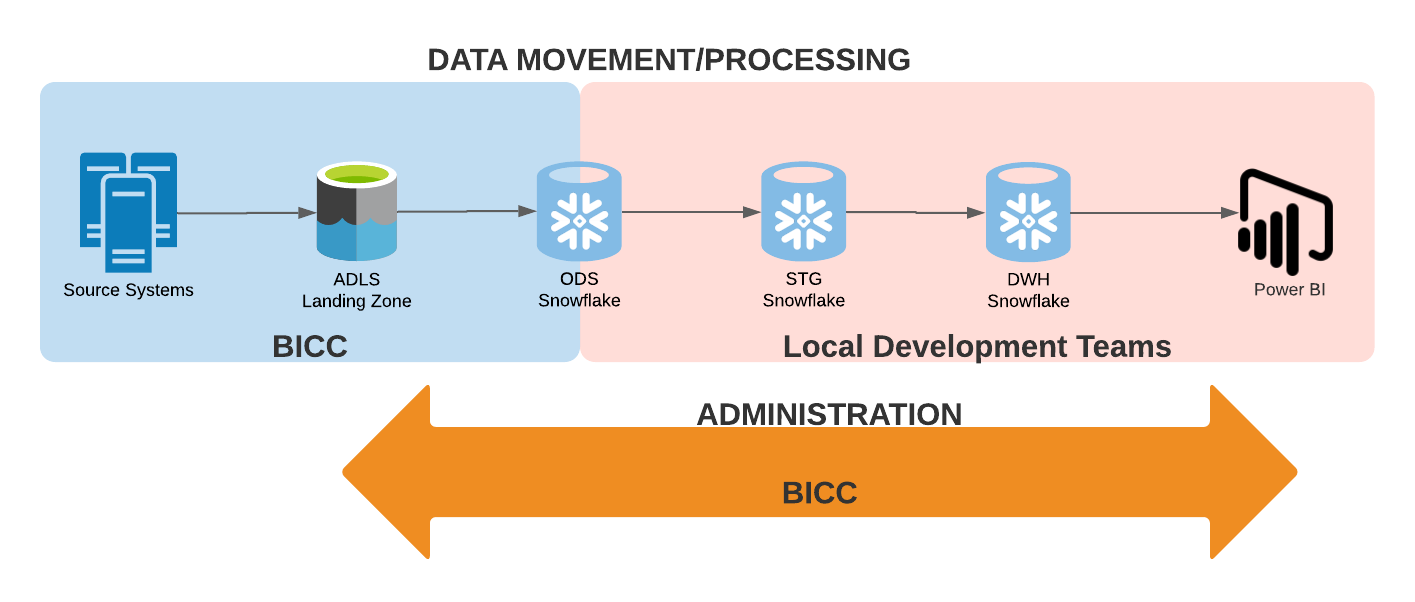 DATA MOVEMENT/PROCESSING
Source Systems
ADLS
Landing Zone
ODS
Snowflake
STG
Snowflake
DWH
Snowflake
Power BI
BICC
Local Development Teams
ADMINISTRATION
BICC